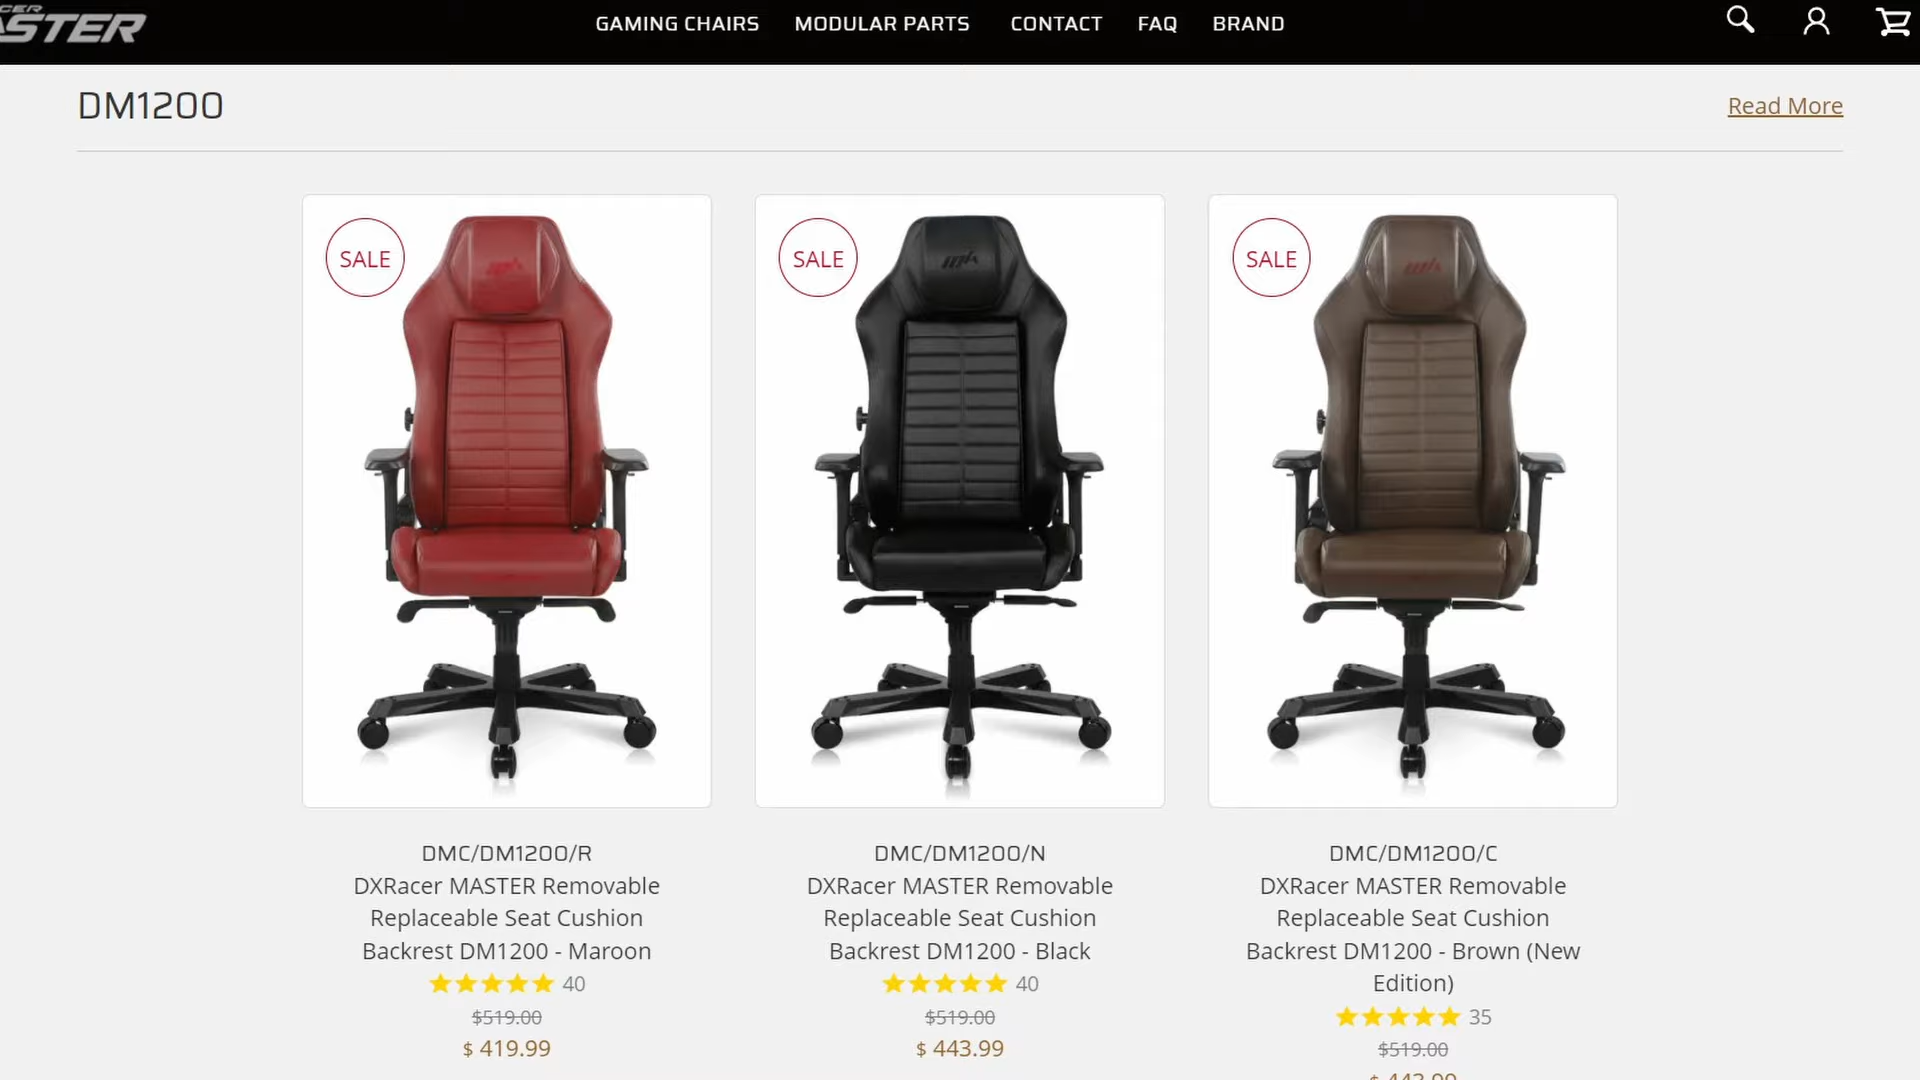 GAMING CHAIRS MODULAR PARTS CONTACT FAQ BRAND
DM1200
Read More
SALE
SALE
SALE
DMC/DM1200/R
DXRacer MASTER Removable
Replaceable Seat Cushion
Backrest DM1200 - Maroon
40
$519.00
$ 419.99
DMC/DM1200/N
DXRacer MASTER Removable
Replaceable Seat Cushion
Backrest DM1200 - Black
40
$519.00
$ 443.99
DMC/DM1200/C
DXRacer MASTER Removable
Replaceable Seat Cushion
Backrest DM1200 - Brown (New
Edition)
35
$519.00
$ 443.99